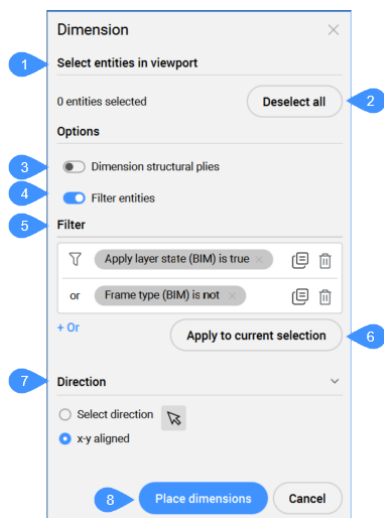 Dimension
1 Select entities in viewport
0 entities selected Deselect all 2
Options
3 Dimension structural plies
4 Filter entities
5 Filter
Apply layer state (BIM) is true ×
or Frame type (BIM) is not ×
+ Or Apply to current selection 6
7 Direction
Select direction
x-y aligned
8 Place dimensions Cancel